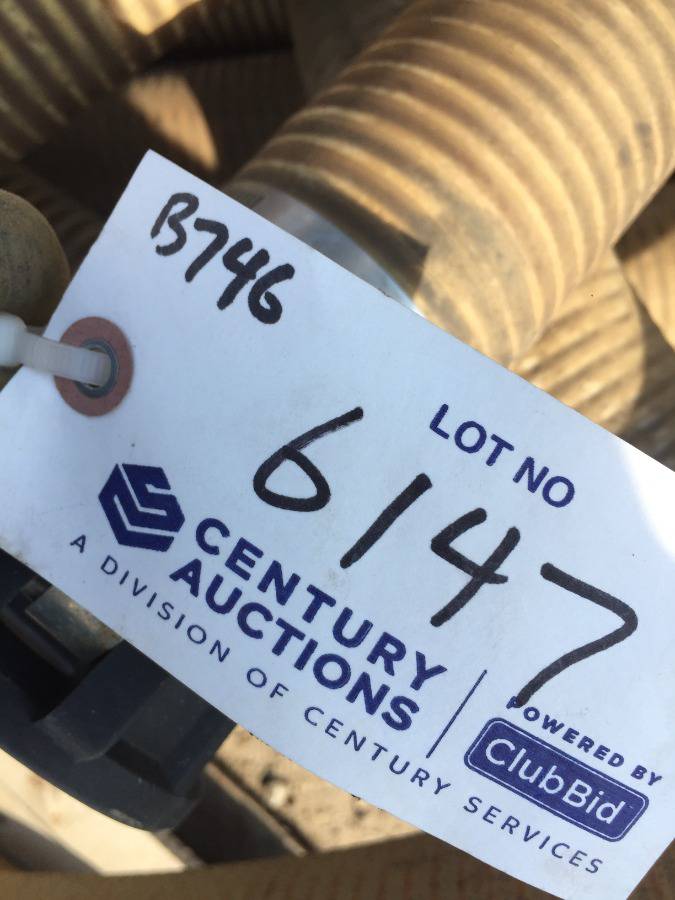 B746
LOT NO
6147
CENTURY
AUCTIONS
A DIVISION OF CENTURY SERVICES
POWERED BY
ClubBid